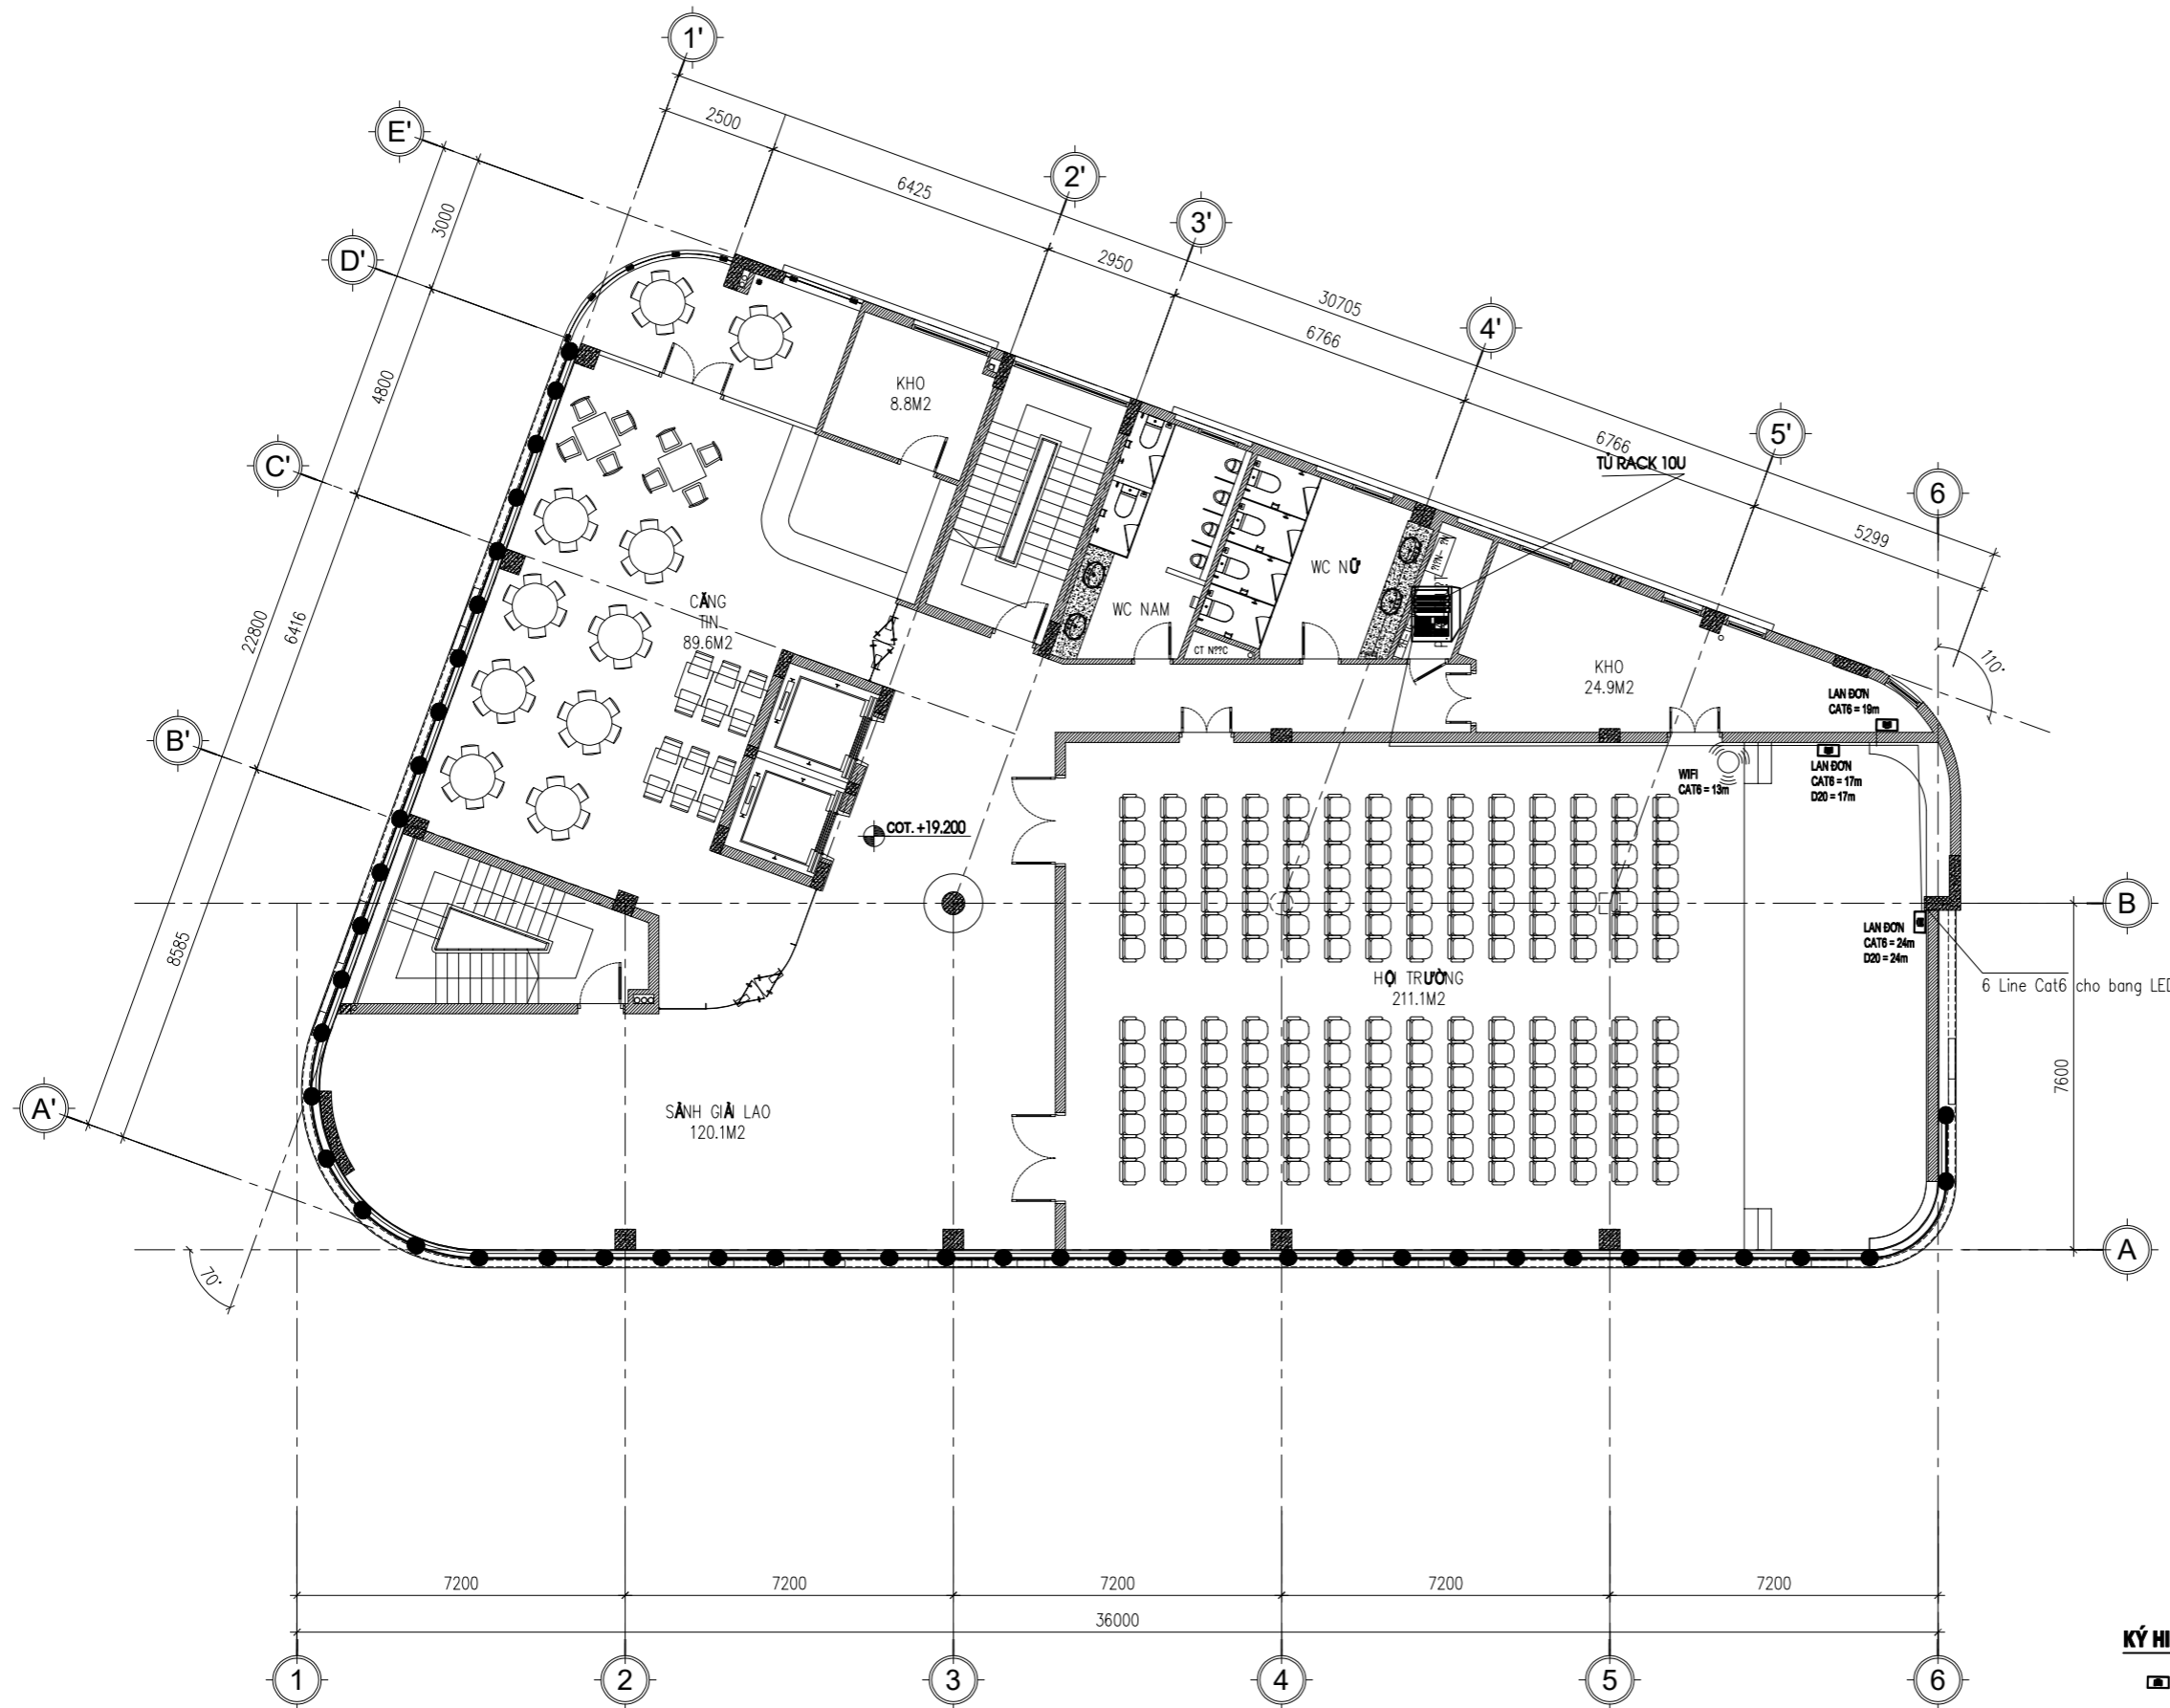 1'
E'
2500
2'
6425
3'
D'
3000
2950
30705
4'
6766
4800
KHO
8.8M2
5'
6766
TỦ RACK 10U
C'
6
5299
WC NỮ
22800
6416
CĂNG
TIN
89.6M2
WC NAM
CT N??C
110°
KHO
24.9M2
LAN ĐƠN
CAT6 = 19m
B'
LAN ĐƠN
CAT6 = 17m
D20 = 17m
WIFI
CAT6 = 13m
COT. +19.200
B
8585
LAN ĐƠN
CAT6 = 24m
D20 = 24m
HỘI TRƯỜNG
211.1M2
6 Line Cat6 cho bang LED
7600
A'
SẢNH GIẢI LAO
120.1M2
A
70°
7200
7200
7200
7200
7200
36000
KÝ HI
1
2
3
4
5
6